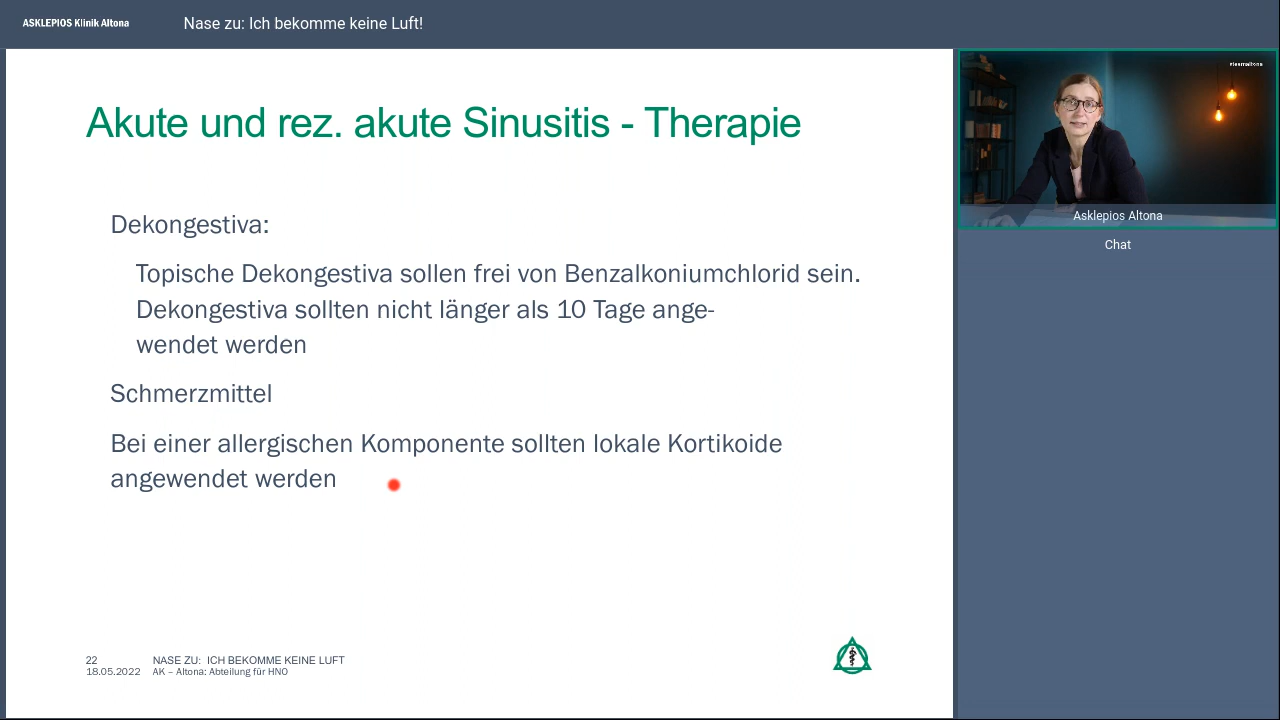 ASKLEPIOS Klinik Altona
Nase zu: Ich bekomme keine Luft!
Akute und rez. akute Sinusitis - Therapie
Dekongestiva:
Topische Dekongestiva sollen frei von Benzalkoniumchlorid sein.
Dekongestiva sollten nicht länger als 10 Tage ange-
wendet werden
Schmerzmittel
Bei einer allergischen Komponente sollten lokale Kortikoide
angewendet werden
22 NASE ZU: ICH BEKOMME KEINE LUFT
18.05.2022 AK – Altona: Abteilung für HNO
#teamaltona
Asklepios Altona
Chat